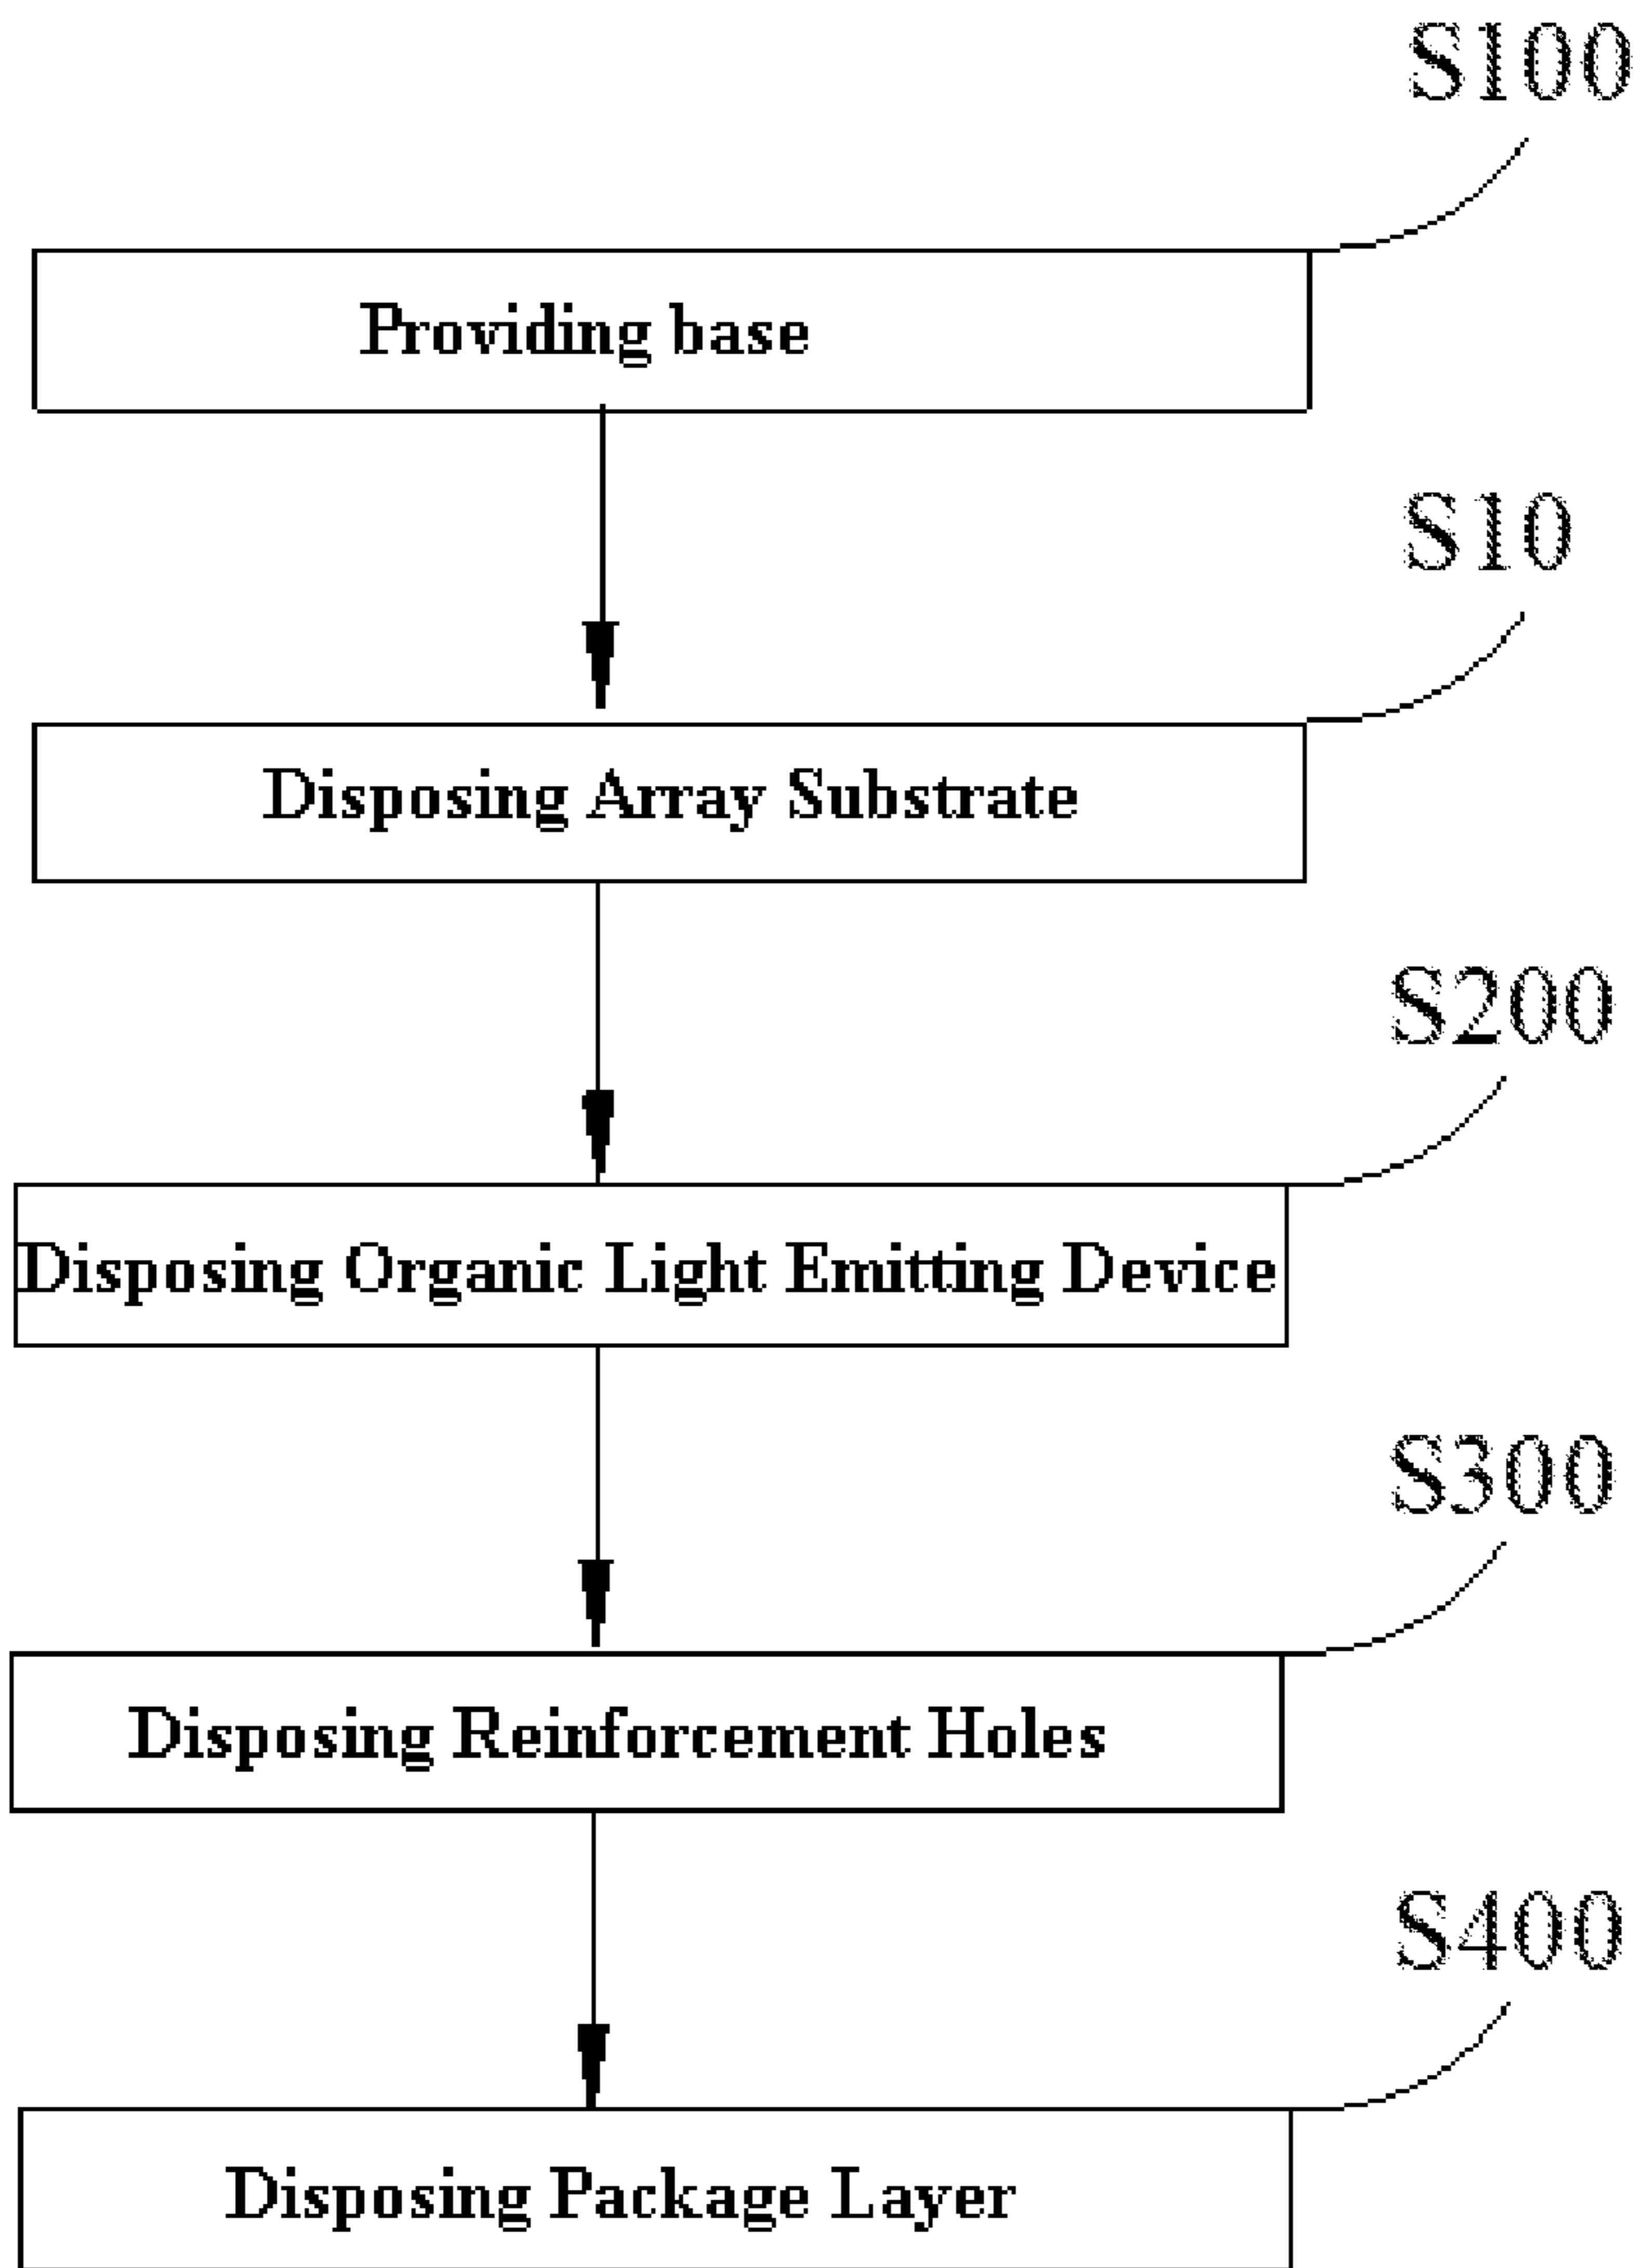 S100
Providing base
S10
Disposing Array Substrate
S200
Disposing Organic Light Emitting Device
S300
Disposing Reinforcement Holes
S400
Disposing Package Layer